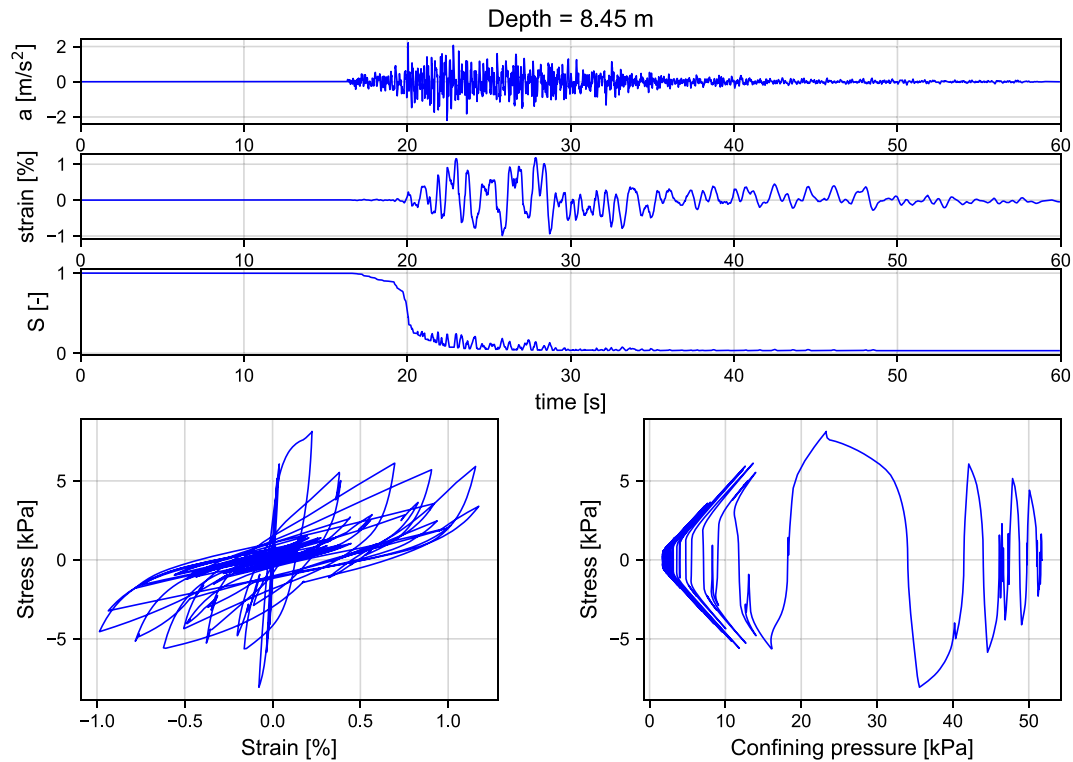 Depth = 8.45 m
a [m/s²]
2
0
−2
0 10 20 30 40 50 60
strain [%]
1
0
−1
0 10 20 30 40 50 60
S [-]
1
0
0 10 20 30 40 50 60
time [s]
Stress [kPa]
5
0
−5
−1.0 −0.5 0.0 0.5 1.0
Strain [%]
Stress [kPa]
5
0
−5
0 10 20 30 40 50
Confining pressure [kPa]